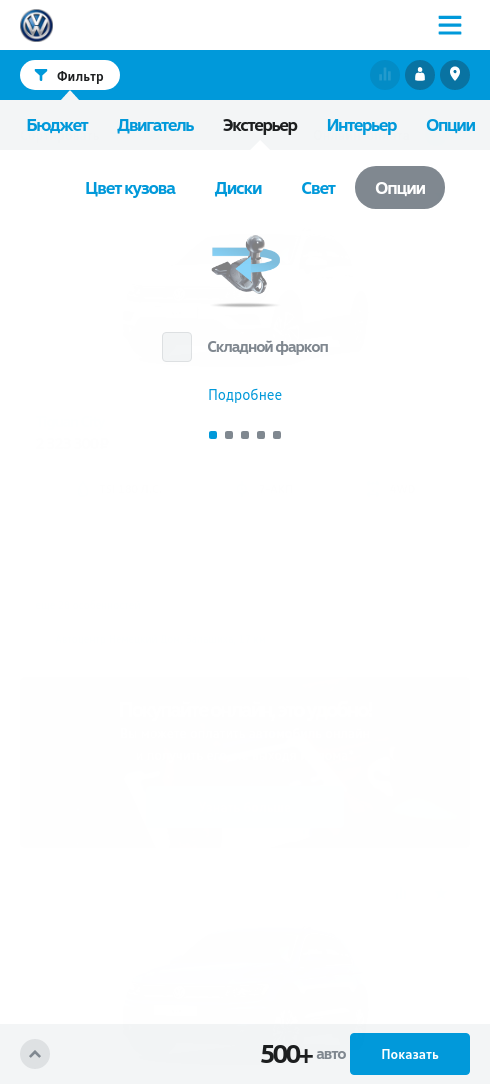 Фильтр
Бюджет Двигатель Экстерьер Интерьер Опции
Цвет кузова Диски Свет Опции
Складной фаркоп
Подробнее
500+ авто Показать